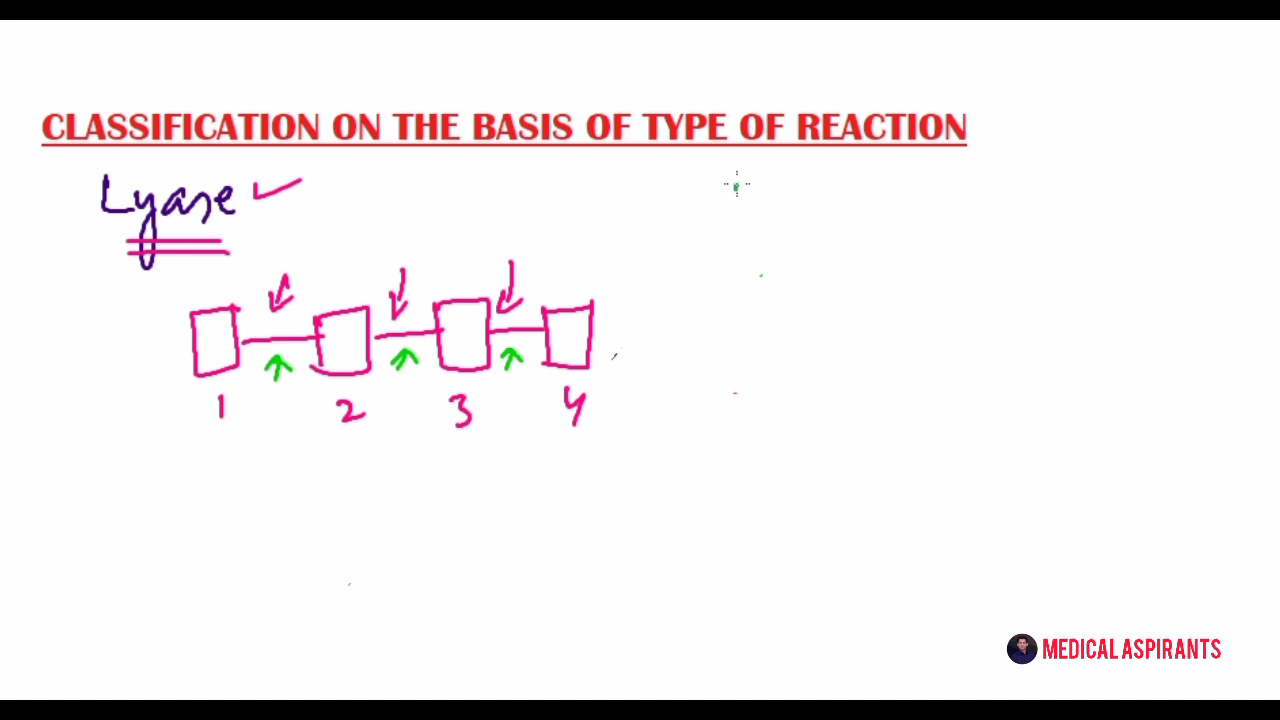 CLASSIFICATION ON THE BASIS OF TYPE OF REACTION
Lyase
1 2 3 4
MEDICAL ASPIRANTS